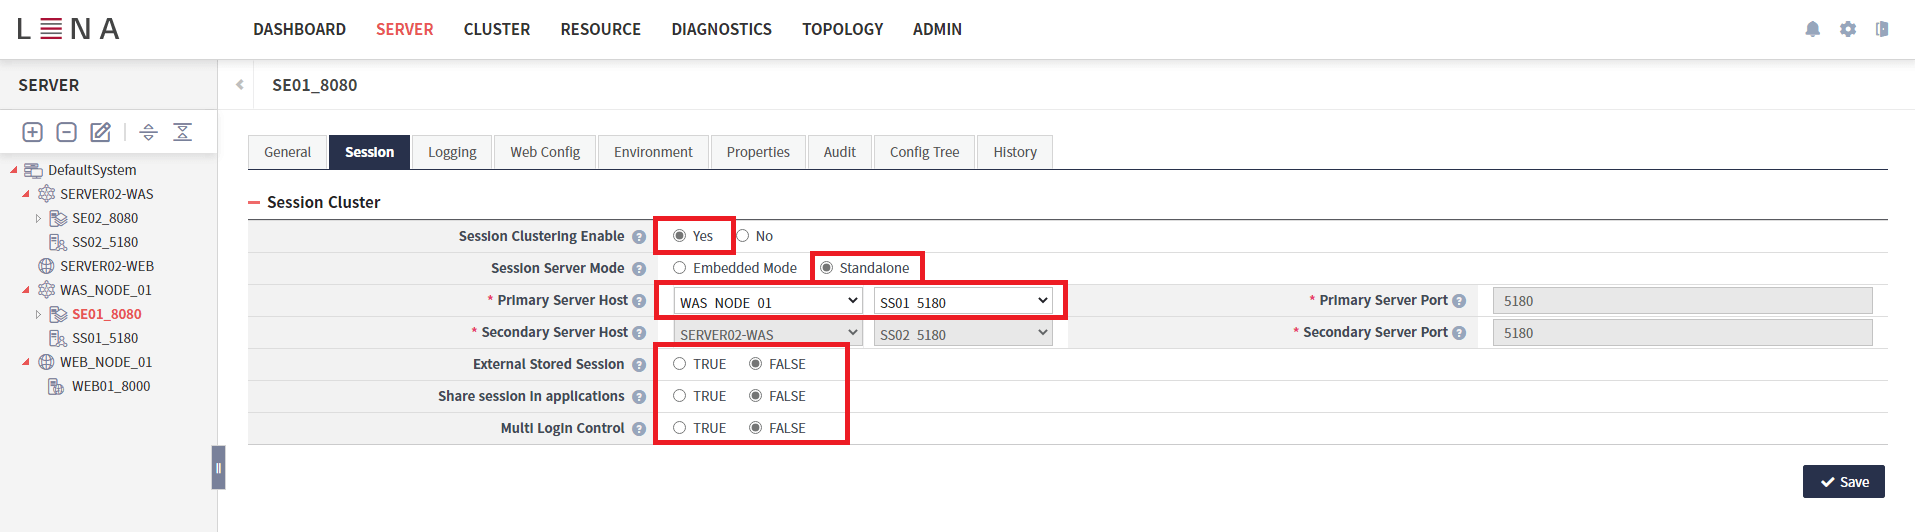 LENA
DASHBOARD SERVER CLUSTER RESOURCE DIAGNOSTICS TOPOLOGY ADMIN
SERVER
SE01_8080
DefaultSystem
SERVER02-WAS
SE02_8080
SS02_5180
SERVER02-WEB
WAS_NODE_01
SE01_8080
SS01_5180
WEB_NODE_01
WEB01_8000
General Session Logging Web Config Environment Properties Audit Config Tree History
Session Cluster
Session Clustering Enable ? Yes No
Session Server Mode ? Embedded Mode Standalone
* Primary Server Host ? WAS_NODE_01 SS01_5180 * Primary Server Port ? 5180
* Secondary Server Host ? SERVER02-WAS SS02_5180 * Secondary Server Port ? 5180
External Stored Session ? TRUE FALSE
Share session in applications ? TRUE FALSE
Multi Login Control ? TRUE FALSE
Save